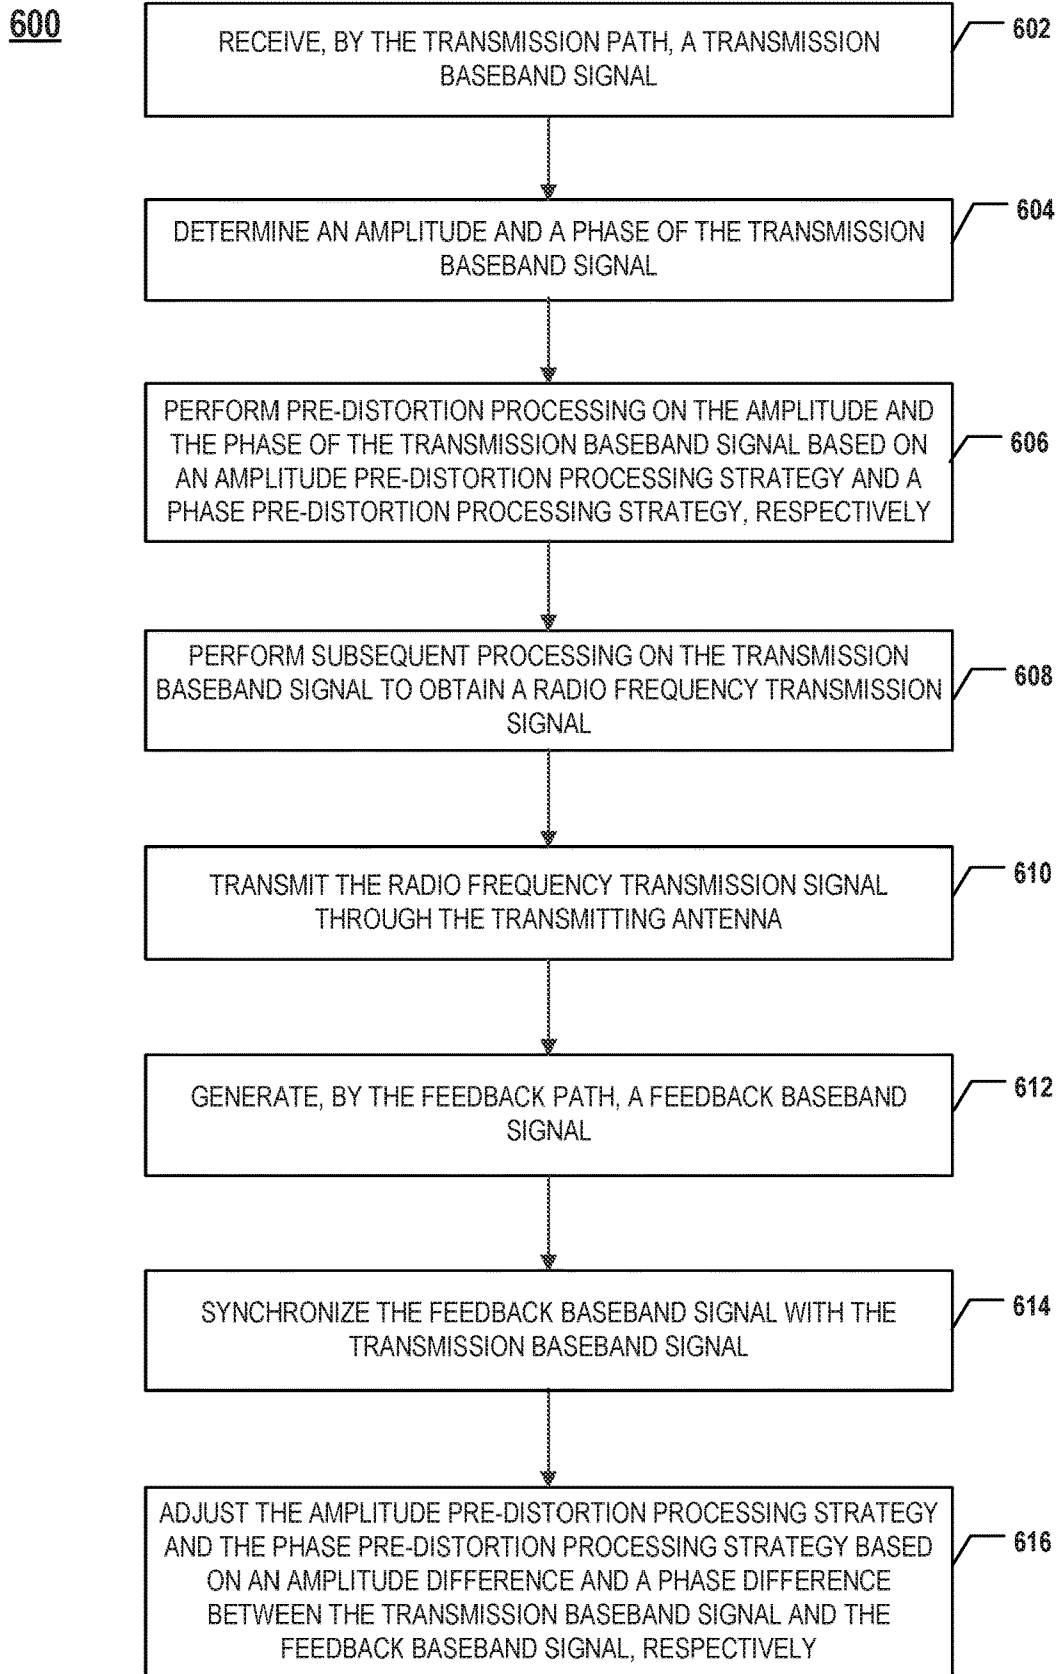 600
RECEIVE, BY THE TRANSMISSION PATH, A TRANSMISSION
BASEBAND SIGNAL
602
DETERMINE AN AMPLITUDE AND A PHASE OF THE TRANSMISSION
BASEBAND SIGNAL
604
PERFORM PRE-DISTORTION PROCESSING ON THE AMPLITUDE AND
THE PHASE OF THE TRANSMISSION BASEBAND SIGNAL BASED ON
AN AMPLITUDE PRE-DISTORTION PROCESSING STRATEGY AND A
PHASE PRE-DISTORTION PROCESSING STRATEGY, RESPECTIVELY
606
PERFORM SUBSEQUENT PROCESSING ON THE TRANSMISSION
BASEBAND SIGNAL TO OBTAIN A RADIO FREQUENCY TRANSMISSION
SIGNAL
608
TRANSMIT THE RADIO FREQUENCY TRANSMISSION SIGNAL
THROUGH THE TRANSMITTING ANTENNA
610
GENERATE, BY THE FEEDBACK PATH, A FEEDBACK BASEBAND
SIGNAL
612
SYNCHRONIZE THE FEEDBACK BASEBAND SIGNAL WITH THE
TRANSMISSION BASEBAND SIGNAL
614
ADJUST THE AMPLITUDE PRE-DISTORTION PROCESSING STRATEGY
AND THE PHASE PRE-DISTORTION PROCESSING STRATEGY BASED
ON AN AMPLITUDE DIFFERENCE AND A PHASE DIFFERENCE
BETWEEN THE TRANSMISSION BASEBAND SIGNAL AND THE
FEEDBACK BASEBAND SIGNAL, RESPECTIVELY
616